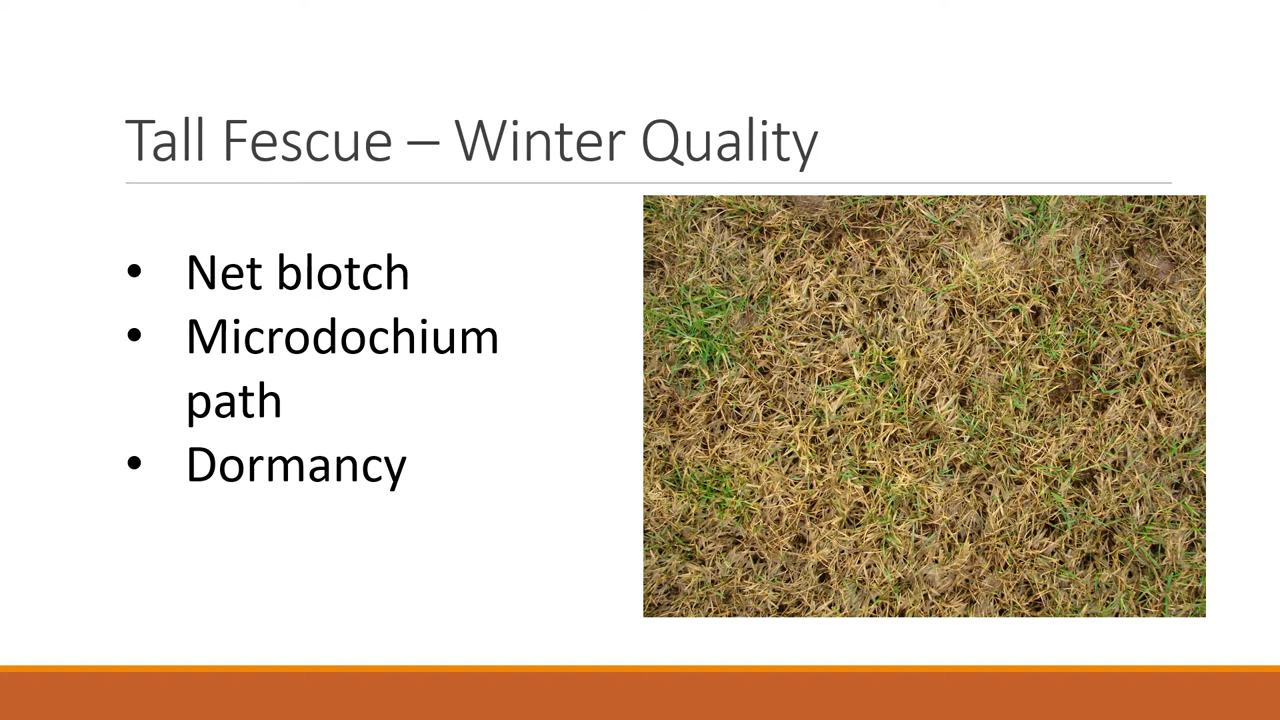 Tall Fescue – Winter Quality
• Net blotch
• Microdochium
path
• Dormancy